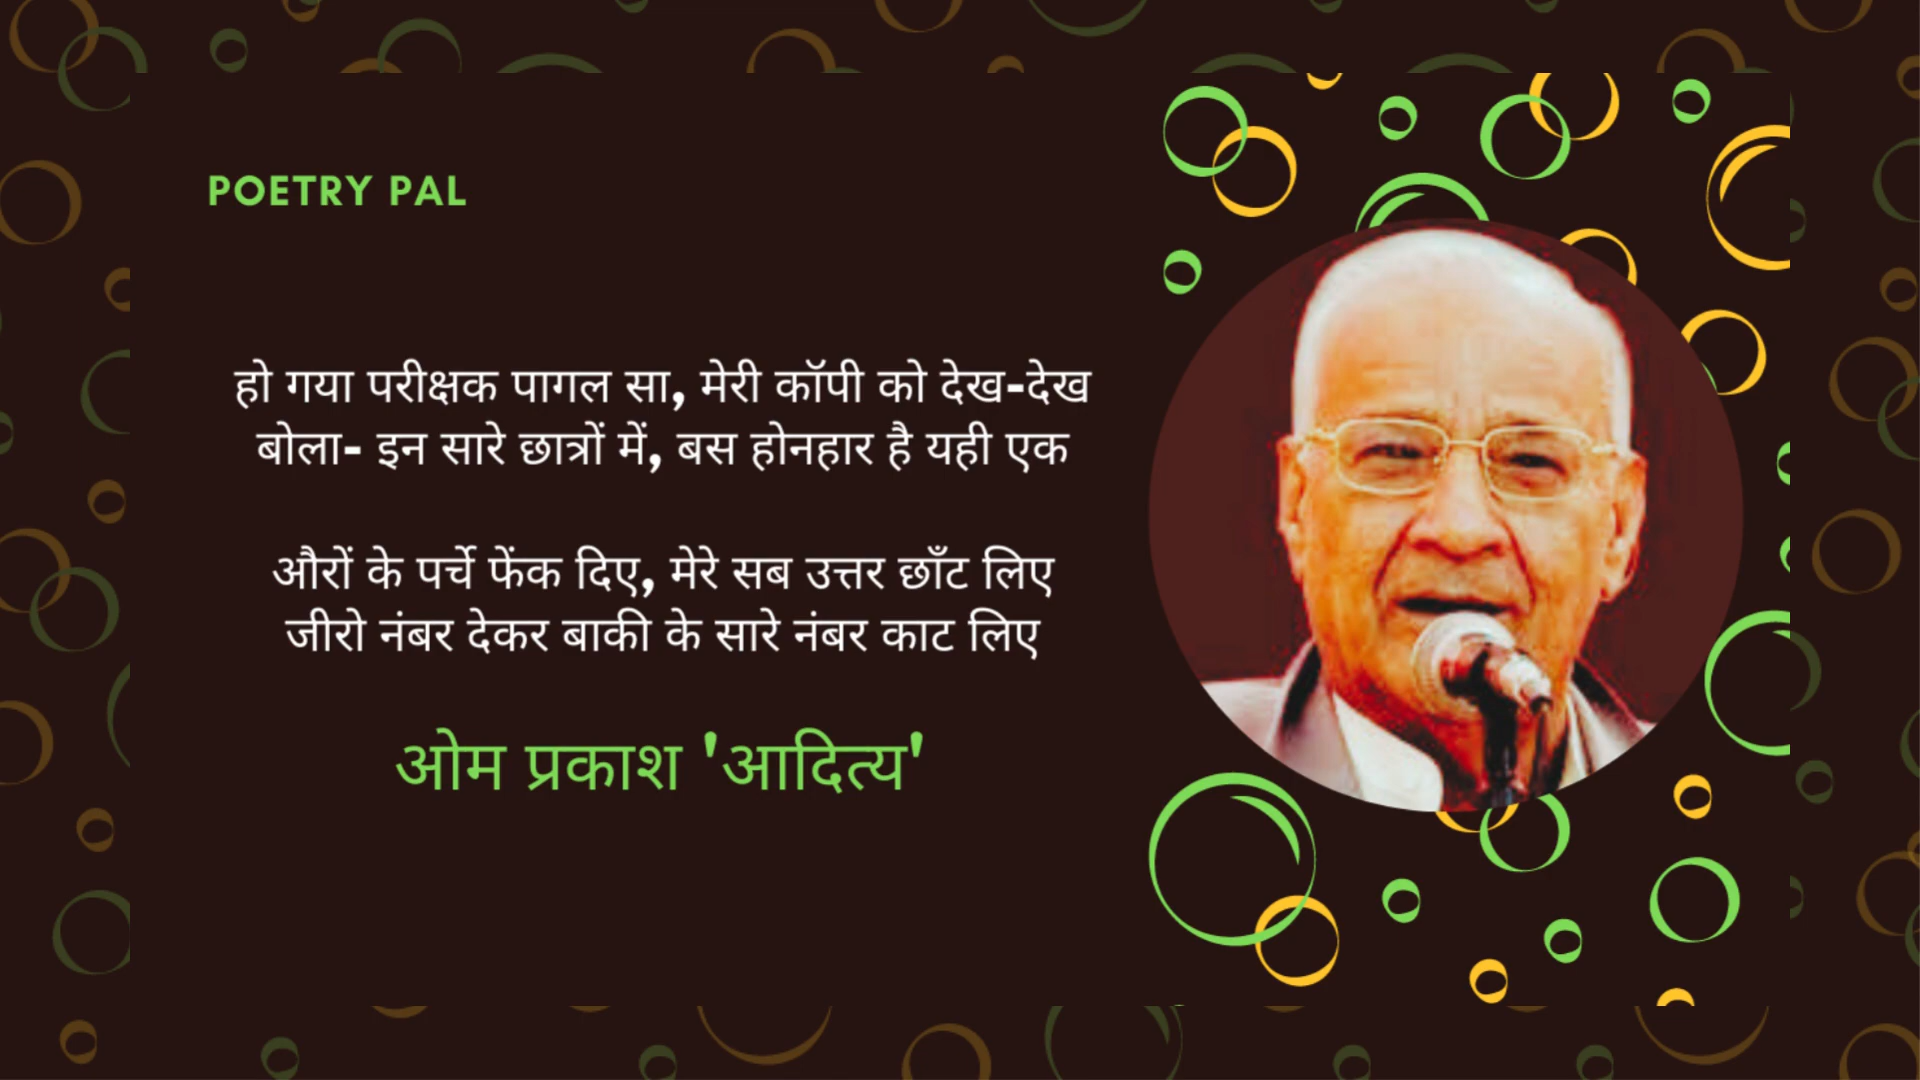 POETRY PAL
हो गया परीक्षक पागल सा, मेरी कॉपी को देख-देख
बोला- इन सारे छात्रों में, बस होनहार है यही एक
औरों के पर्चे फेंक दिए, मेरे सब उत्तर छाँट लिए
जीरो नंबर देकर बाकी के सारे नंबर काट लिए
ओम प्रकाश 'आदित्य'